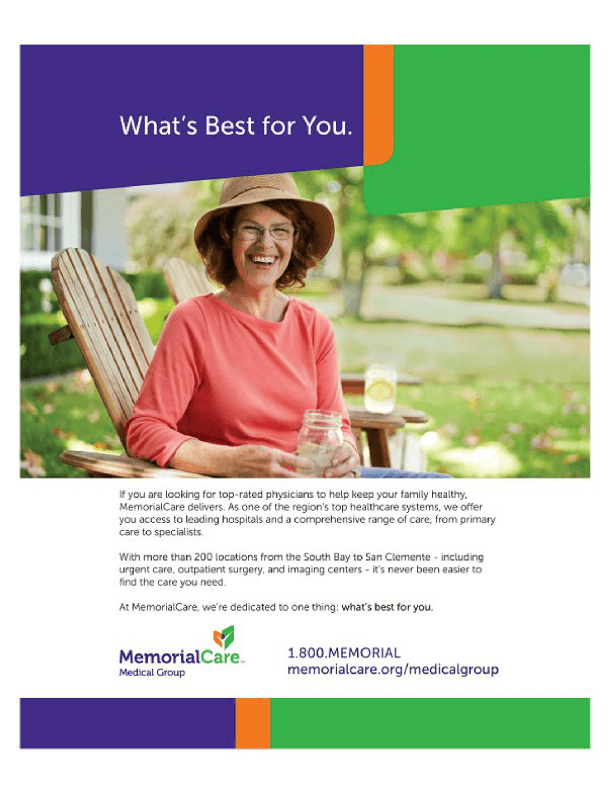 What's Best for You.
If you are looking for top-rated physicians to help keep your family healthy,
MemorialCare delivers. As one of the region's top healthcare systems, we offer
you access to leading hospitals and a comprehensive range of care, from primary
care to specialists.
With more than 200 locations from the South Bay to San Clemente - including
urgent care, outpatient surgery, and imaging centers - it's never been easier to
find the care you need.
At MemorialCare, we're dedicated to one thing: what's best for you.
MemorialCare™
Medical Group
1.800.MEMORIAL
memorialcare.org/medicalgroup